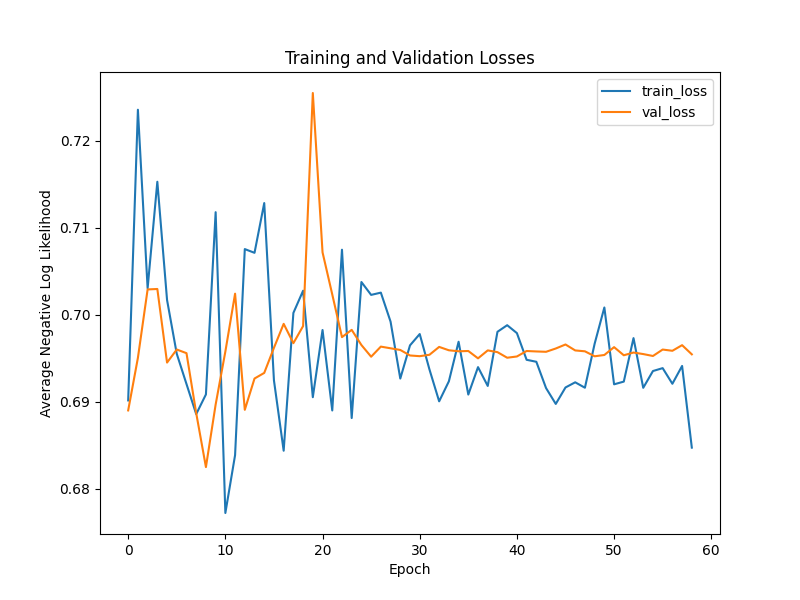 Training and Validation Losses
train_loss
val_loss
Average Negative Log Likelihood
0.72
0.71
0.70
0.69
0.68
0
10
20
30
40
50
60
Epoch